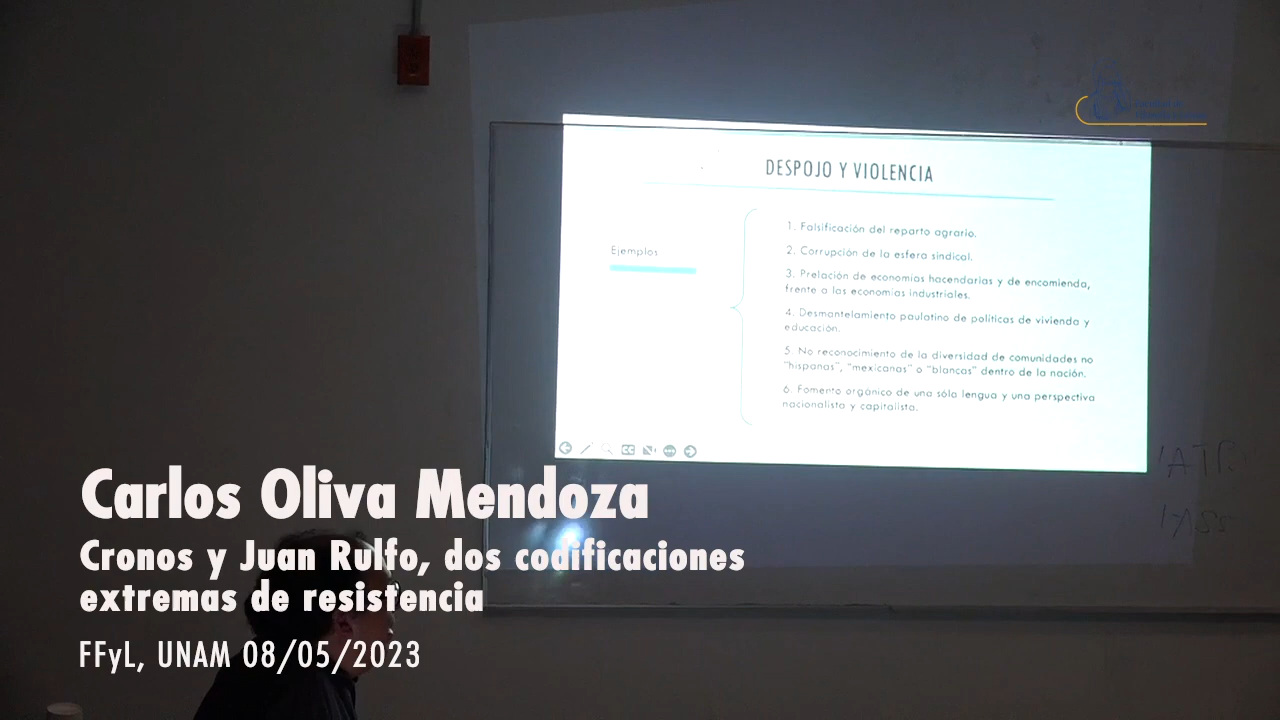 DESPOJO Y VIOLENCIA
Ejemplos
1. Falsificación del reparto agrario.
2. Corrupción de la esfera sindical.
3. Prelación de economías hacendarias y de encomienda,
frente a las economías industriales.
4. Desmantelamiento paulatino de políticas de vivienda y
educación.
5. No reconocimiento de la diversidad de comunidades no
"hispanas", "mexicanas" o "blancas" dentro de la nación.
6. Fomento orgánico de una sóla lengua y una perspectiva
nacionalista y capitalista.
CC
Carlos Oliva Mendoza
Cronos y Juan Rulfo, dos codificaciones
extremas de resistencia
FFyL, UNAM 08/05/2023